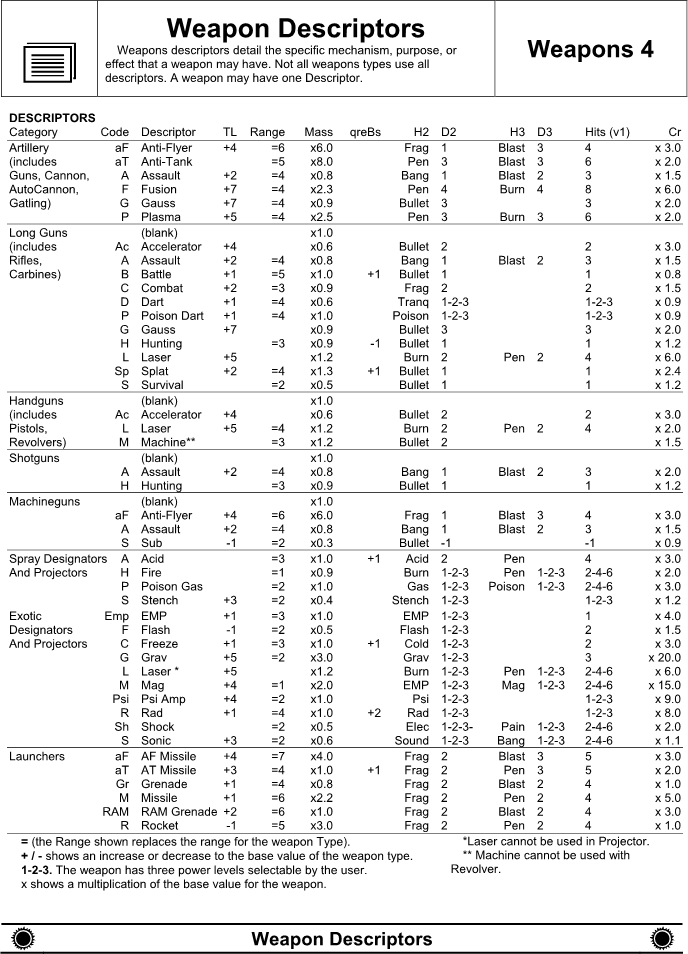 Weapon Descriptors
Weapons descriptors detail the specific mechanism, purpose, or
effect that a weapon may have. Not all weapons types use all
descriptors. A weapon may have one Descriptor.
Weapons 4
DESCRIPTORS
Category Code Descriptor TL Range Mass qreBs H2 D2 H3 D3 Hits (v1) Cr
Artillery aF Anti-Flyer +4 =6 x6.0 Frag 1 Blast 3 4 x 3.0
(includes aT Anti-Tank =5 x8.0 Pen 3 Blast 3 6 x 2.0
Guns, Cannon, A Assault +2 =4 x0.8 Bang 1 Blast 2 3 x 1.5
AutoCannon, F Fusion +7 =4 x2.3 Pen 4 Burn 4 8 x 6.0
Gatling) G Gauss +7 =4 x0.9 Bullet 3 3 x 2.0
P Plasma +5 =4 x2.5 Pen 3 Burn 3 6 x 2.0
Long Guns (blank) x1.0
(includes Ac Accelerator +4 x0.6 Bullet 2 2 x 3.0
Rifles, A Assault +2 =4 x0.8 Bang 1 Blast 2 3 x 1.5
Carbines) B Battle +1 =5 x1.0 +1 Bullet 1 1 x 0.8
C Combat +2 =3 x0.9 Frag 2 2 x 1.5
D Dart +1 =4 x0.6 Tranq 1-2-3 1-2-3 x 0.9
P Poison Dart +1 =4 x1.0 Poison 1-2-3 1-2-3 x 0.9
G Gauss +7 x0.9 Bullet 3 3 x 2.0
H Hunting =3 x0.9 -1 Bullet 1 1 x 1.2
L Laser +5 x1.2 Burn 2 Pen 2 4 x 6.0
Sp Splat +2 =4 x1.3 +1 Bullet 1 1 x 2.4
S Survival =2 x0.5 Bullet 1 1 x 1.2
Handguns (blank) x1.0
(includes Ac Accelerator +4 x0.6 Bullet 2 2 x 3.0
Pistols, L Laser +5 =4 x1.2 Burn 2 Pen 2 4 x 2.0
Revolvers) M Machine** =3 x1.2 Bullet 2 x 1.5
Shotguns (blank) x1.0
A Assault +2 =4 x0.8 Bang 1 Blast 2 3 x 2.0
H Hunting =3 x0.9 Bullet 1 1 x 1.2
Machineguns (blank) x1.0
aF Anti-Flyer +4 =6 x6.0 Frag 1 Blast 3 4 x 3.0
A Assault +2 =4 x0.8 Bang 1 Blast 2 3 x 1.5
S Sub -1 =2 x0.3 Bullet -1 -1 x 0.9
Spray Designators A Acid =3 x1.0 +1 Acid 2 Pen 4 x 3.0
And Projectors H Fire =1 x0.9 Burn 1-2-3 Pen 1-2-3 2-4-6 x 2.0
P Poison Gas =2 x1.0 Gas 1-2-3 Poison 1-2-3 2-4-6 x 3.0
S Stench +3 =2 x0.4 Stench 1-2-3 1-2-3 x 1.2
Exotic Emp EMP +1 =3 x1.0 EMP 1-2-3 1 x 4.0
Designators F Flash -1 =2 x0.5 Flash 1-2-3 2 x 1.5
And Projectors C Freeze +1 =1 x1.0 +1 Cold 1-2-3 2 x 3.0
G Grav +5 =2 x3.0 Grav 1-2-3 3 x 20.0
L Laser * +5 x1.2 Burn 1-2-3 Pen 1-2-3 2-4-6 x 6.0
M Mag +4 =1 x2.0 EMP 1-2-3 Mag 1-2-3 2-4-6 x 15.0
Psi Psi Amp +4 =2 x1.0 Psi 1-2-3 1-2-3 x 9.0
R Rad +1 =4 x1.0 +2 Rad 1-2-3 1-2-3 x 8.0
Sh Shock =2 x0.5 Elec 1-2-3- Pain 1-2-3 2-4-6 x 2.0
S Sonic +3 =2 x0.6 Sound 1-2-3 Bang 1-2-3 2-4-6 x 1.1
Launchers aF AF Missile +4 =7 x4.0 Frag 2 Blast 3 5 x 3.0
aT AT Missile +3 =4 x1.0 +1 Frag 2 Pen 3 5 x 2.0
Gr Grenade +1 =4 x0.8 Frag 2 Blast 2 4 x 1.0
M Missile +1 =6 x2.2 Frag 2 Pen 2 4 x 5.0
RAM RAM Grenade +2 =6 x1.0 Frag 2 Blast 2 4 x 3.0
R Rocket -1 =5 x3.0 Frag 2 Pen 2 4 x 1.0
= (the Range shown replaces the range for the weapon Type).
+ / - shows an increase or decrease to the base value of the weapon type.
1-2-3. The weapon has three power levels selectable by the user.
x shows a multiplication of the base value for the weapon.
*Laser cannot be used in Projector.
** Machine cannot be used with
Revolver.
Weapon Descriptors